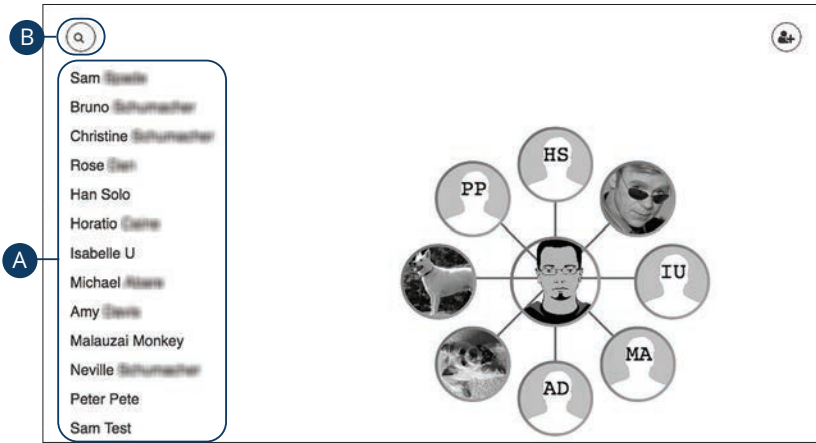 B
Sam
Bruno
Christine
Rose
Han Solo
Horatio
Isabelle U
Michael
Amy
Malauzai Monkey
Neville
Peter Pete
Sam Test
A
HS
PP
IU
MA
AD